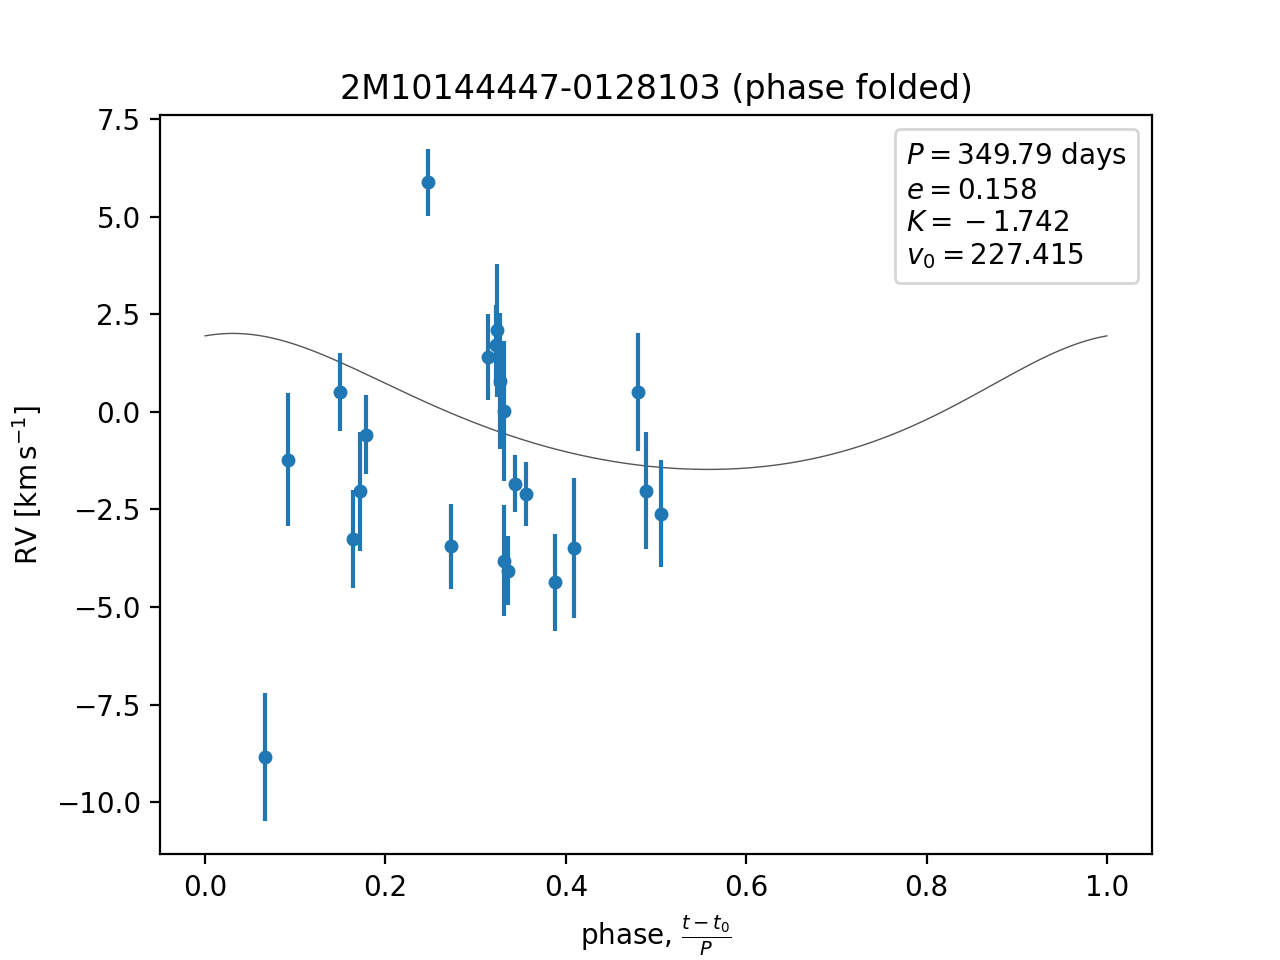 2M10144447-0128103 (phase folded)
P = 349.79 days
e = 0.158
K = −1.742
v₀ = 227.415
7.5
5.0
2.5
0.0
−2.5
−5.0
−7.5
−10.0
RV [km s⁻¹]
0.0 0.2 0.4 0.6 0.8 1.0
phase, (t − t₀)/P